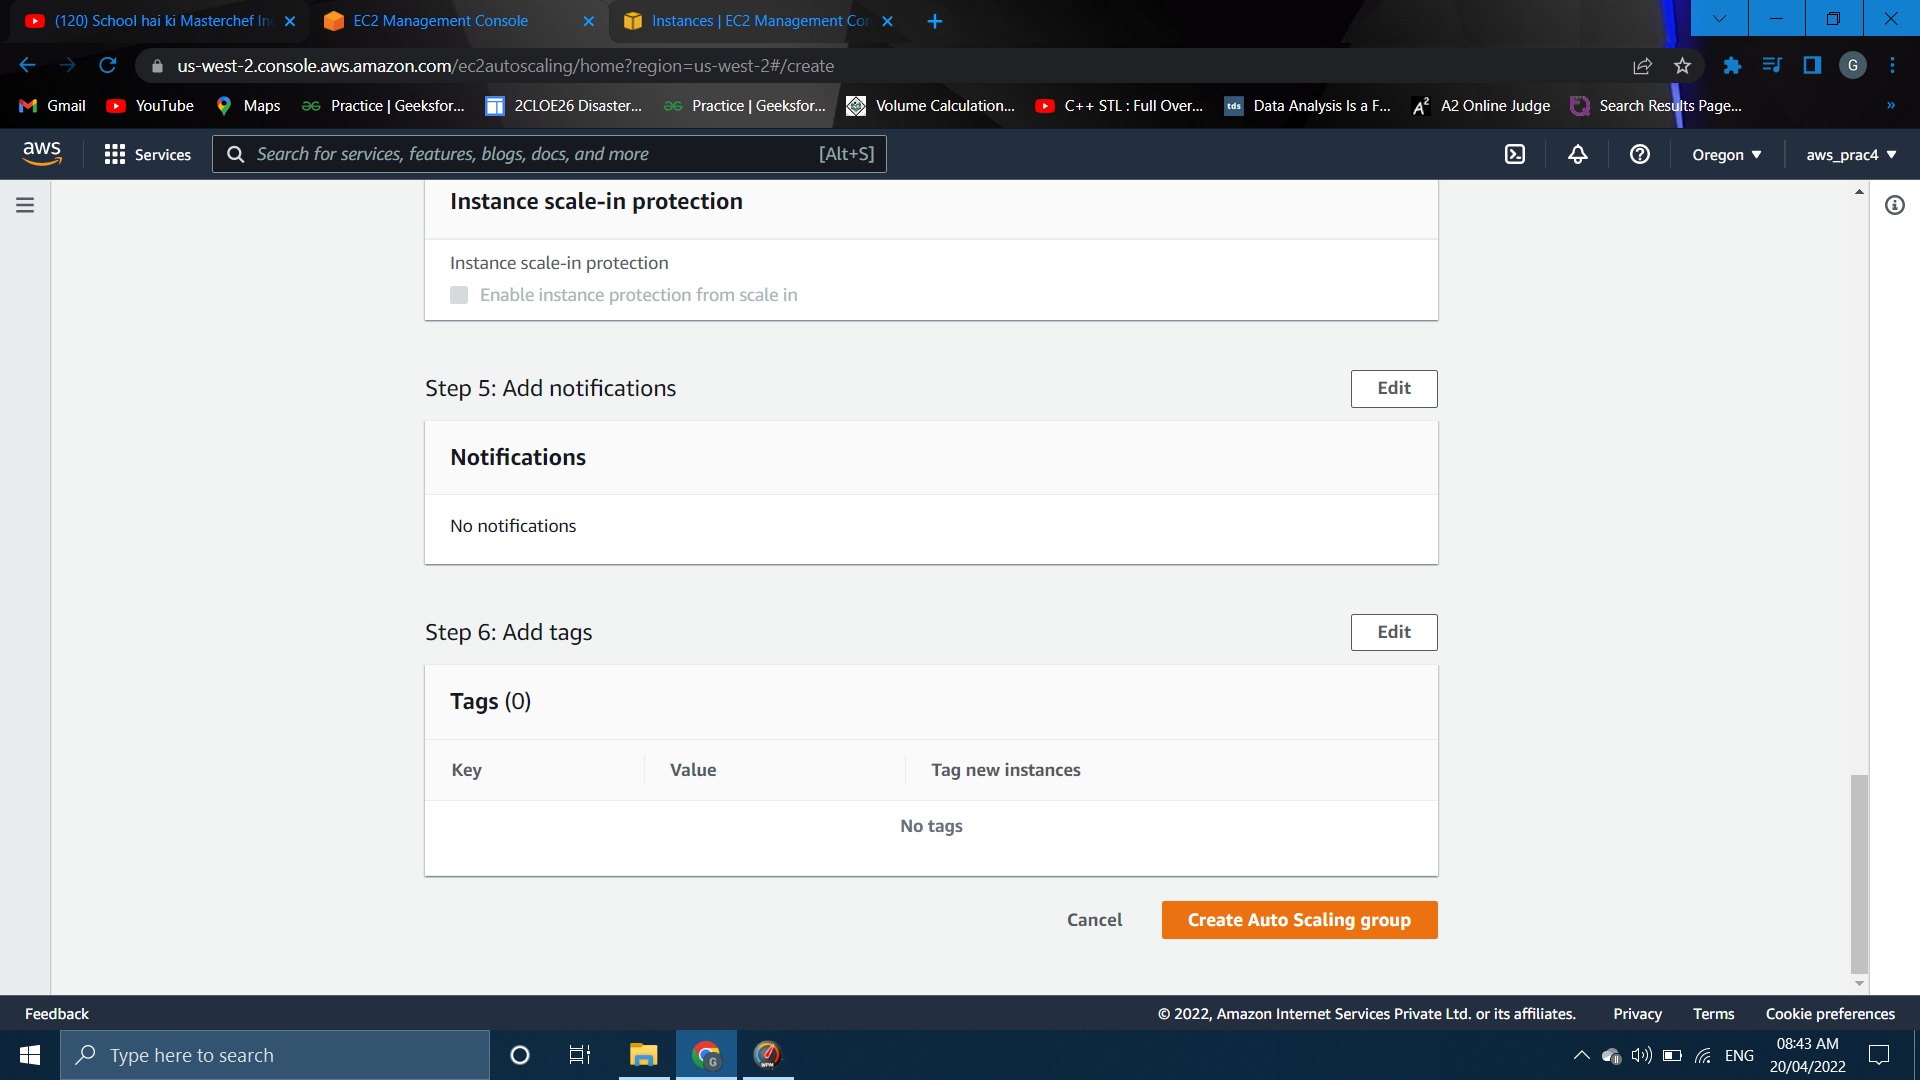 (120) School hai ki Masterchef In
EC2 Management Console
Instances | EC2 Management Con
us-west-2.console.aws.amazon.com/ec2autoscaling/home?region=us-west-2#/create
G
Gmail
YouTube
Maps
Practice | Geeksfor...
2CLOE26 Disaster...
Practice | Geeksfor...
Volume Calculation...
C++ STL : Full Over...
tds
Data Analysis Is a F...
A2 Online Judge
Search Results Page...
»
aws
Services
Search for services, features, blogs, docs, and more
[Alt+S]
Oregon
aws_prac4
Instance scale-in protection
Instance scale-in protection
Enable instance protection from scale in
Step 5: Add notifications
Edit
Notifications
No notifications
Step 6: Add tags
Edit
Tags (0)
Key
Value
Tag new instances
No tags
Cancel
Create Auto Scaling group
Feedback
© 2022, Amazon Internet Services Private Ltd. or its affiliates.
Privacy
Terms
Cookie preferences
Type here to search
ENG
08:43 AM
20/04/2022